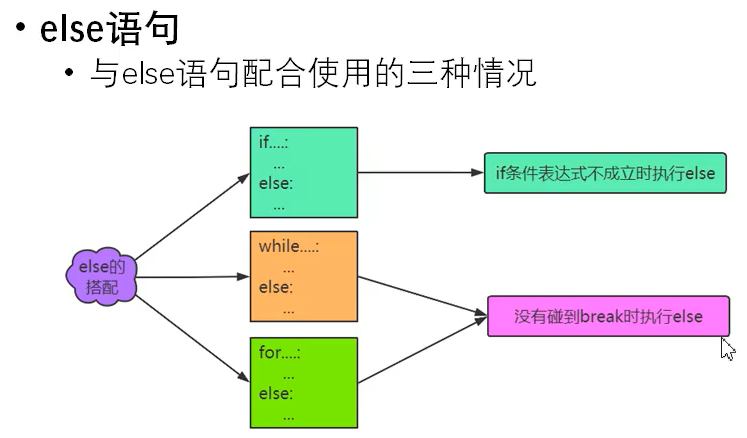 • else语句
• 与else语句配合使用的三种情况
if....:
...
else:
...
if条件表达式不成立时执行else
else的
搭配
while....:
...
else:
...
没有碰到break时执行else
for....:
...
else:
...